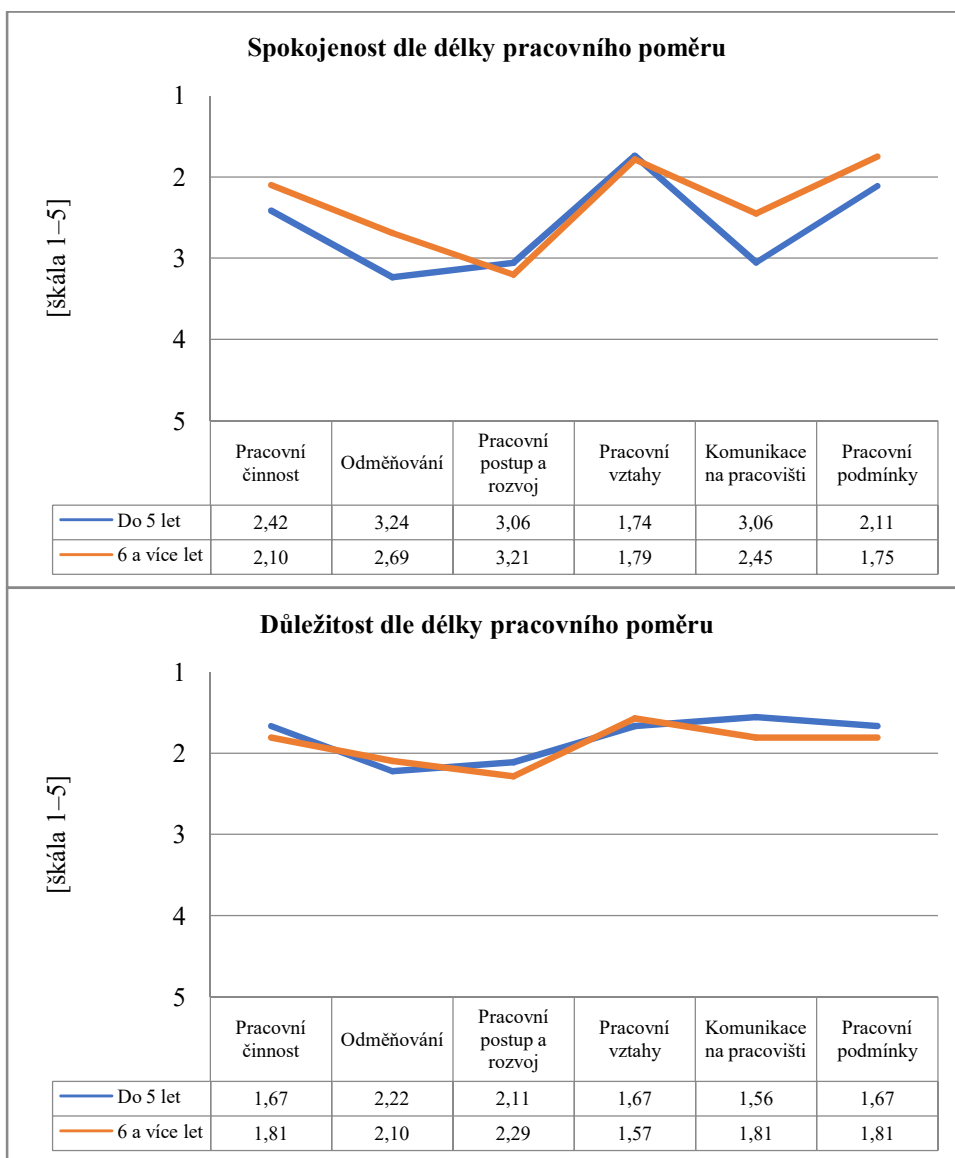 Spokojenost dle délky pracovního poměru
[škála 1–5]
1
2
3
4
5
Pracovní činnost Odměňování Pracovní postup a rozvoj Pracovní vztahy Komunikace na pracovišti Pracovní podmínky
Do 5 let 2,42 3,24 3,06 1,74 3,06 2,11
6 a více let 2,10 2,69 3,21 1,79 2,45 1,75
Důležitost dle délky pracovního poměru
[škála 1–5]
1
2
3
4
5
Pracovní činnost Odměňování Pracovní postup a rozvoj Pracovní vztahy Komunikace na pracovišti Pracovní podmínky
Do 5 let 1,67 2,22 2,11 1,67 1,56 1,67
6 a více let 1,81 2,10 2,29 1,57 1,81 1,81